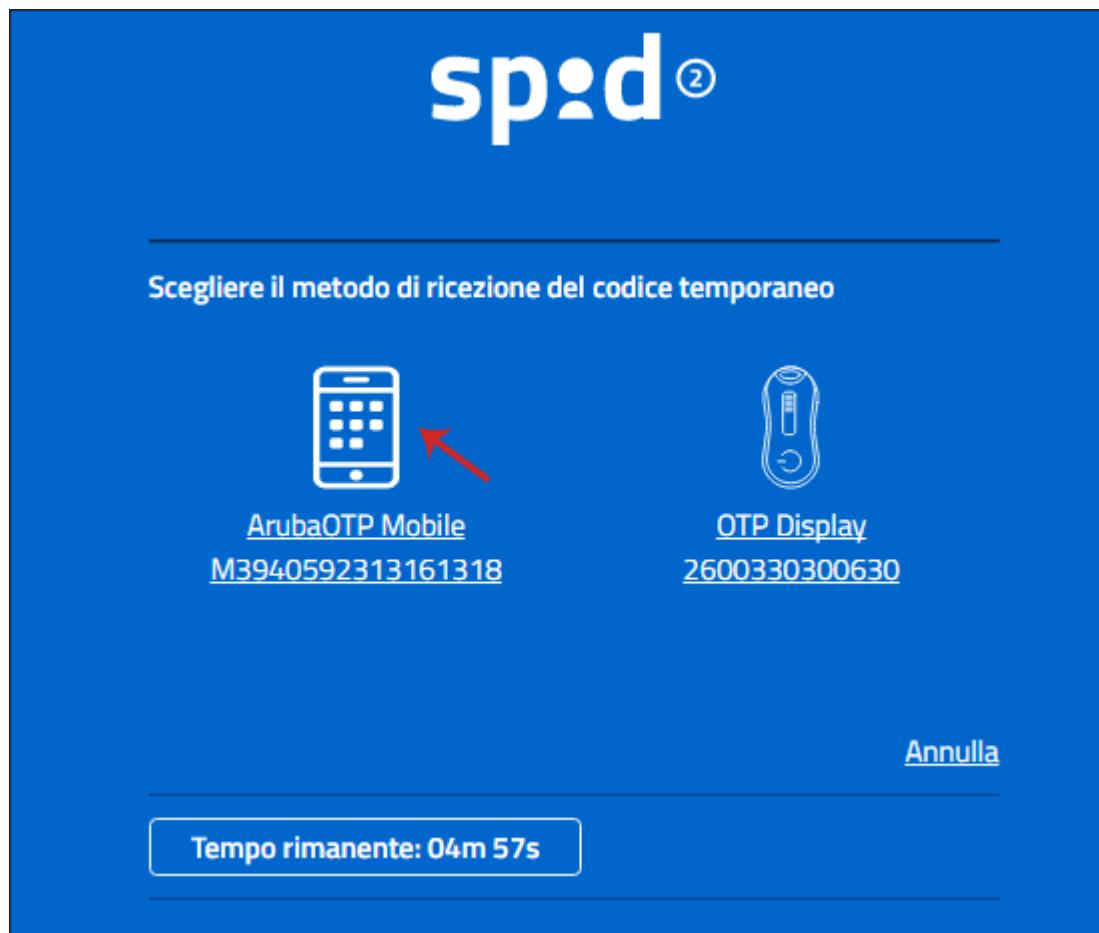 spid 2
Scegliere il metodo di ricezione del codice temporaneo
ArubaOTP Mobile
M3940592313161318
OTP Display
2600330300630
Annulla
Tempo rimanente: 04m 57s